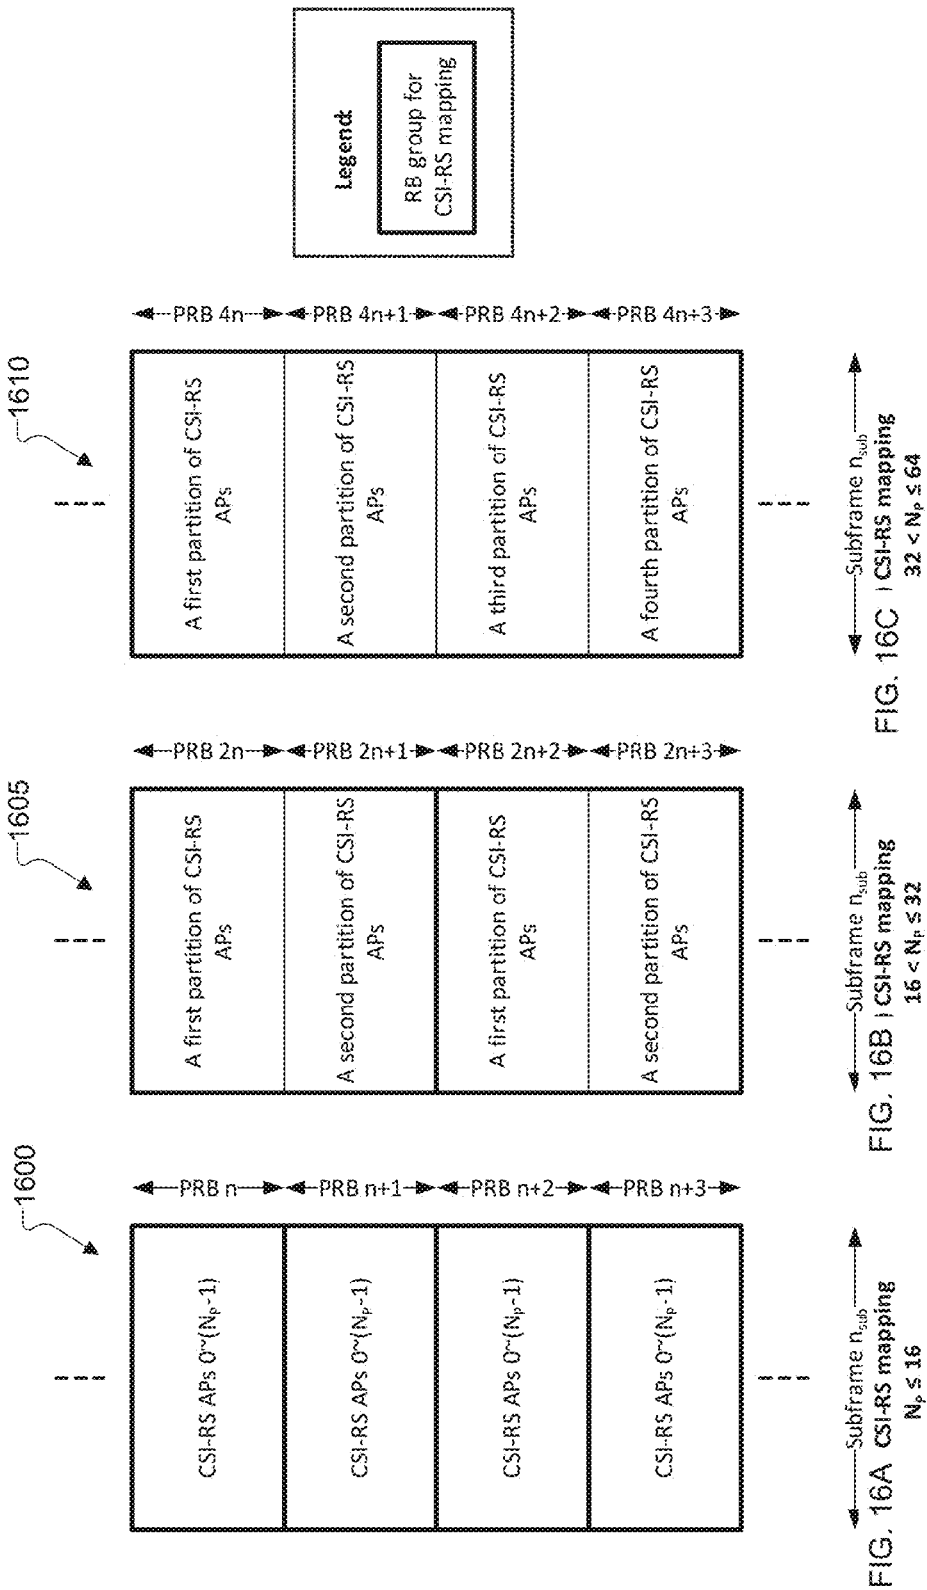 1600
CSI-RS APs 0~(Nₚ-1)
CSI-RS APs 0~(Nₚ-1)
CSI-RS APs 0~(Nₚ-1)
CSI-RS APs 0~(Nₚ-1)
PRB n
PRB n+1
PRB n+2
PRB n+3
Subframe n_sub
FIG. 16A CSI-RS mapping
Nₚ ≤ 16
1605
A first partition of CSI-RS
APs
A second partition of CSI-RS
APs
A first partition of CSI-RS
APs
A second partition of CSI-RS
APs
PRB 2n
PRB 2n+1
PRB 2n+2
PRB 2n+3
Subframe n_sub
FIG. 16B | CSI-RS mapping
16 < Nₚ ≤ 32
1610
A first partition of CSI-RS
APs
A second partition of CSI-RS
APs
A third partition of CSI-RS
APs
A fourth partition of CSI-RS
APs
PRB 4n
PRB 4n+1
PRB 4n+2
PRB 4n+3
Subframe n_sub
FIG. 16C | CSI-RS mapping
32 < Nₚ ≤ 64
Legend:
RB group for
CSI-RS mapping